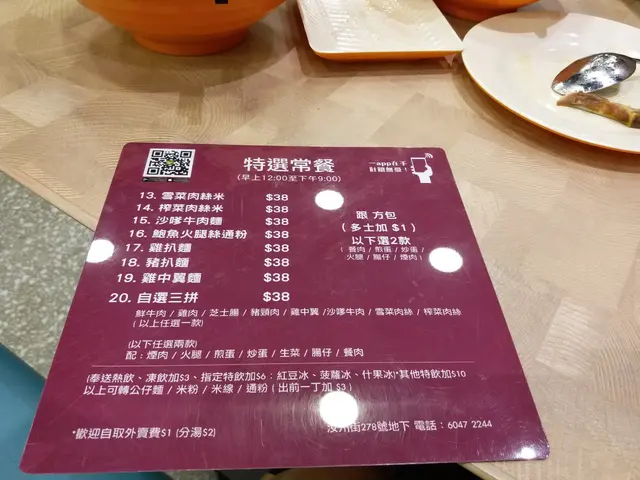 特選常餐
(早上12:00至下午9:00)
一app在手
計糧無憂!
13. 雪菜肉絲米 $38
14. 榨菜肉絲米 $38
15. 沙嗲牛肉麵 $38
16. 鮑魚火腿絲通粉 $38
17. 雞扒麵 $38
18. 豬扒麵 $38
19. 雞中翼麵 $38
20. 自選三拼 $38
跟 方包
(多士加 $1)
以下選2款
(餐肉/煎蛋/炒蛋/
火腿/腸仔/煙肉)
鮮牛肉/雞肉/芝士腸/豬頸肉/雞中翼/沙嗲牛肉/雪菜肉絲/榨菜肉絲
(以上任選一款)
(以下任選兩款)
配:煙肉/火腿/煎蛋/炒蛋/生菜/腸仔/餐肉
(奉送熱飲、凍飲加$3、指定特飲加$6:紅豆冰、菠蘿冰、什果冰)*其他特飲加$10
以上可轉公仔麵/米粉/米線/通粉(出前一丁加 $3)
*歡迎自取外賣費$1 (分湯$2)
汝州街278號地下 電話:6047 2244